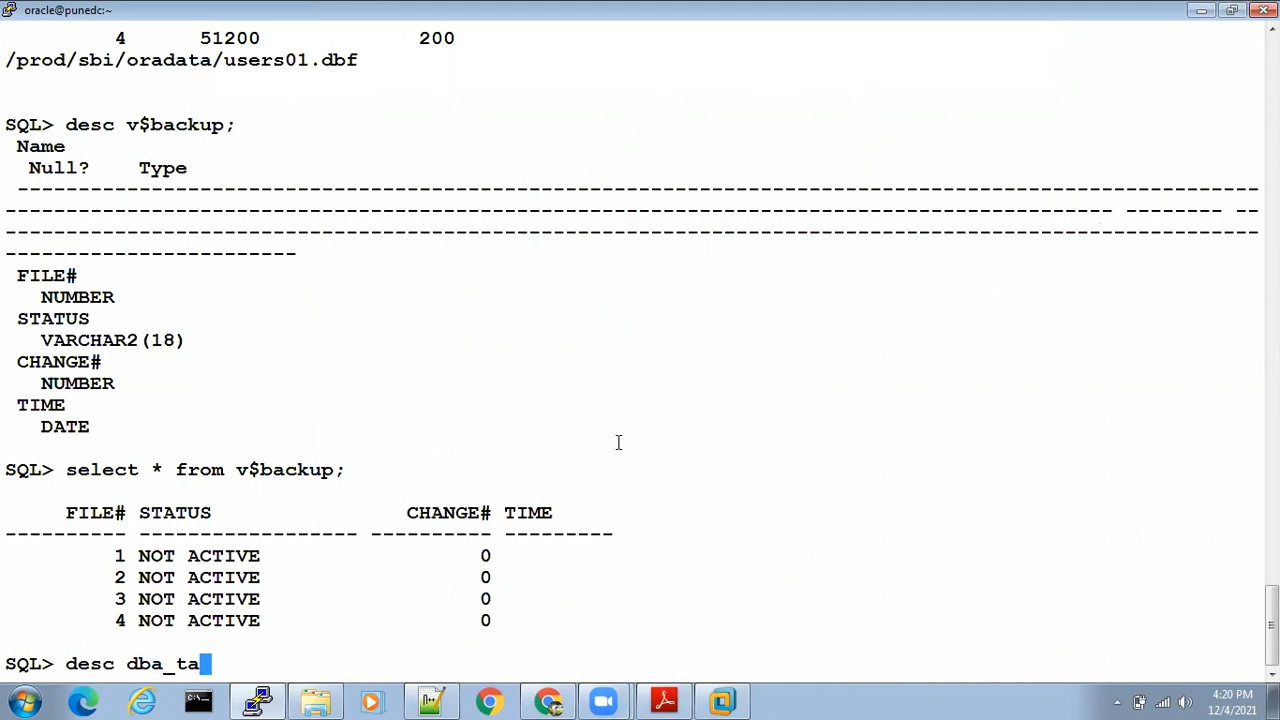 oracle@punedc:~
4 51200 200
/prod/sbi/oradata/users01.dbf
SQL> desc v$backup;
Name
Null? Type
--------------------------------------------------------------------------------------------------------
------------------------------------------------------------------------------------------- -------- --
--------------------------------------------------------------------------------------------------------
------------------------
FILE#
NUMBER
STATUS
VARCHAR2(18)
CHANGE#
NUMBER
TIME
DATE
SQL> select * from v$backup;
FILE# STATUS CHANGE# TIME
---------- ------------------ ---------- ---------
1 NOT ACTIVE 0
2 NOT ACTIVE 0
3 NOT ACTIVE 0
4 NOT ACTIVE 0
SQL> desc dba_ta
4:20 PM
12/4/2021